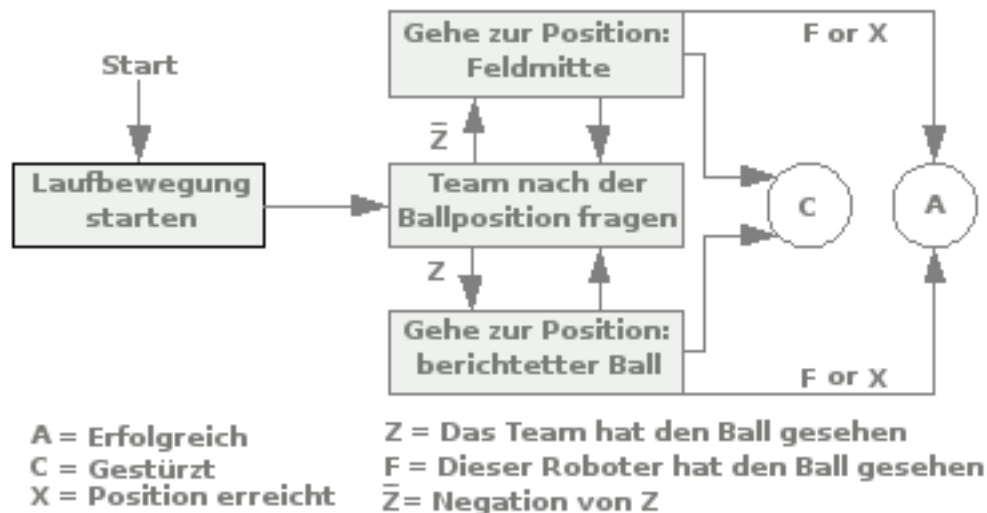 Gehe zur Position:
Feldmitte
F or X
Start
Z̅
Laufbewegung
starten
Team nach der
Ballposition fragen
C
A
Z
Gehe zur Position:
berichtetter Ball
F or X
A = Erfolgreich
C = Gestürzt
X = Position erreicht
Z = Das Team hat den Ball gesehen
F = Dieser Roboter hat den Ball gesehen
Z̅= Negation von Z